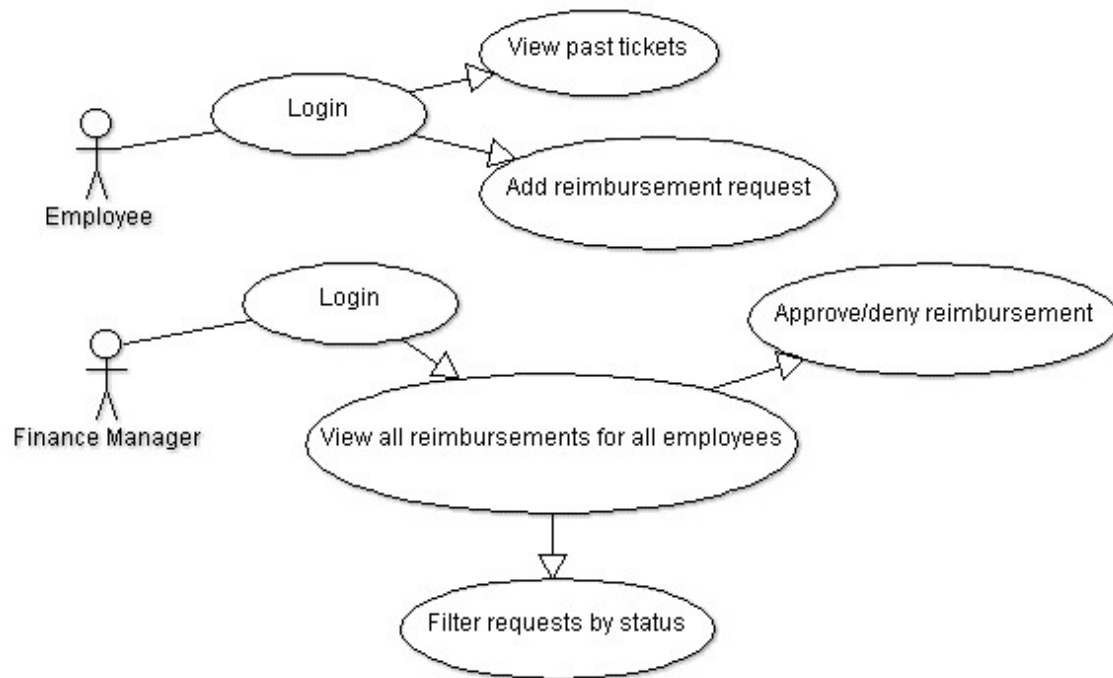 View past tickets
Login
Employee
Add reimbursement request
Login
Approve/deny reimbursement
Finance Manager
View all reimbursements for all employees
Filter requests by status